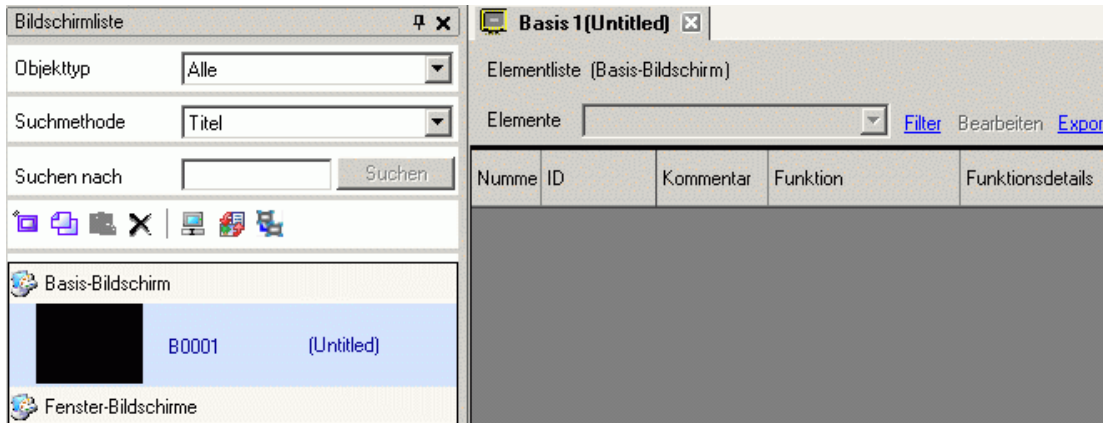 Bildschirmliste
Objekttyp Alle
Suchmethode Titel
Suchen nach Suchen
Basis-Bildschirm
B0001 (Untitled)
Fenster-Bildschirme
Basis 1(Untitled)
Elementliste (Basis-Bildschirm)
Elemente Filter Bearbeiten Expor
Numme ID Kommentar Funktion Funktionsdetails